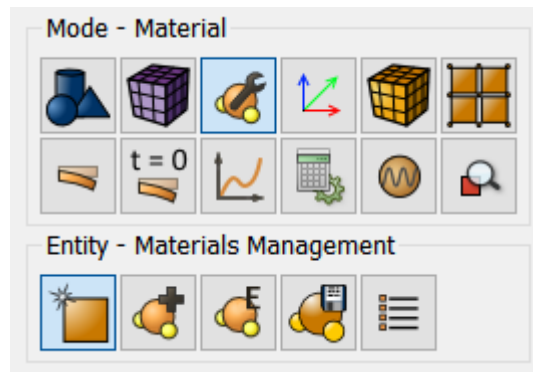 Mode - Material
t = 0
Entity - Materials Management
E